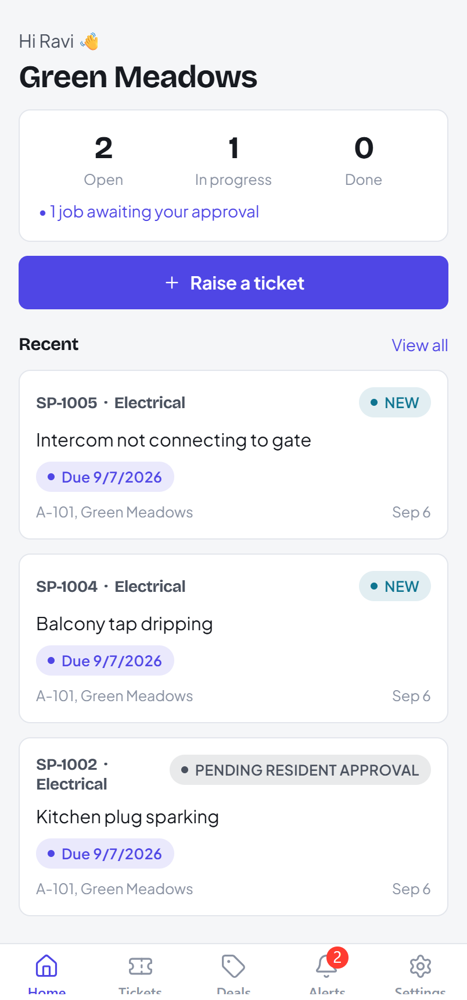 Hi Ravi 👋
Green Meadows
2 1 0
Open In progress Done
• 1 job awaiting your approval
+ Raise a ticket
Recent View all
SP-1005 · Electrical • NEW
Intercom not connecting to gate
• Due 9/7/2026
A-101, Green Meadows Sep 6
SP-1004 · Electrical • NEW
Balcony tap dripping
• Due 9/7/2026
A-101, Green Meadows Sep 6
SP-1002 · • PENDING RESIDENT APPROVAL
Electrical
Kitchen plug sparking
• Due 9/7/2026
A-101, Green Meadows Sep 6
2
Home Tickets Deals Alerts Settings